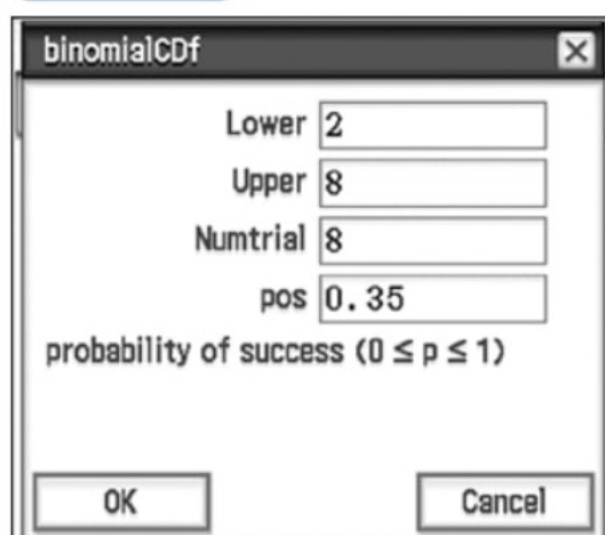 binomialCDf
Lower 2
Upper 8
Numtrial 8
pos 0.35
probability of success (0 ≤ p ≤ 1)
OK Cancel